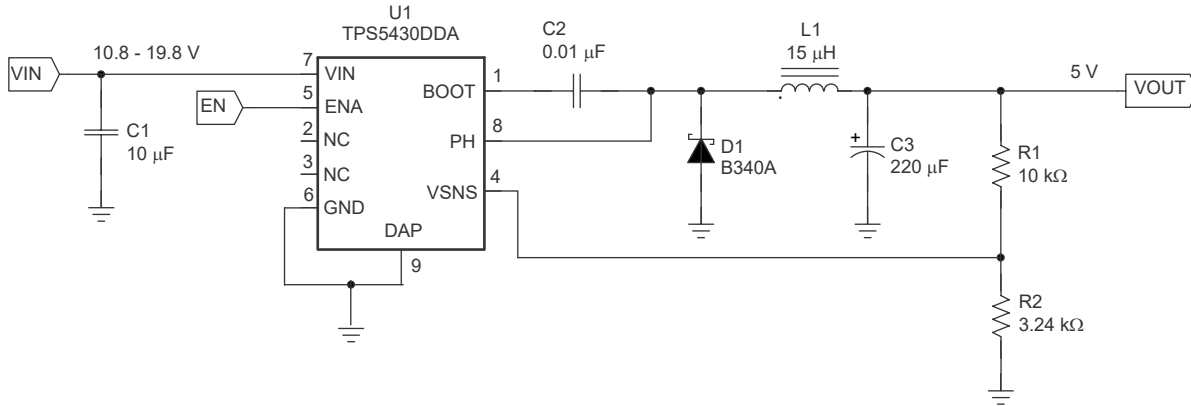 U1
TPS5430DDA
VIN
10.8 - 19.8 V
C1
10 μF
EN
7
5
2
3
6
VIN
ENA
NC
NC
GND
BOOT
PH
VSNS
DAP
1
8
4
9
C2
0.01 μF
D1
B340A
L1
15 μH
+
C3
220 μF
5 V
VOUT
R1
10 kΩ
R2
3.24 kΩ